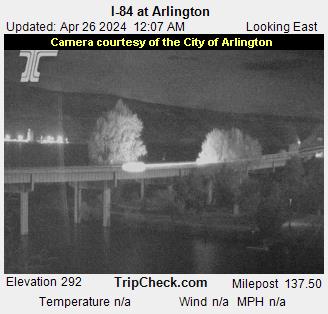 I-84 at Arlington
Updated: Apr 26 2024 12:07 AM Looking East
Camera courtesy of the City of Arlington
Elevation 292 TripCheck.com Milepost 137.50
Temperature n/a Wind n/a MPH n/a